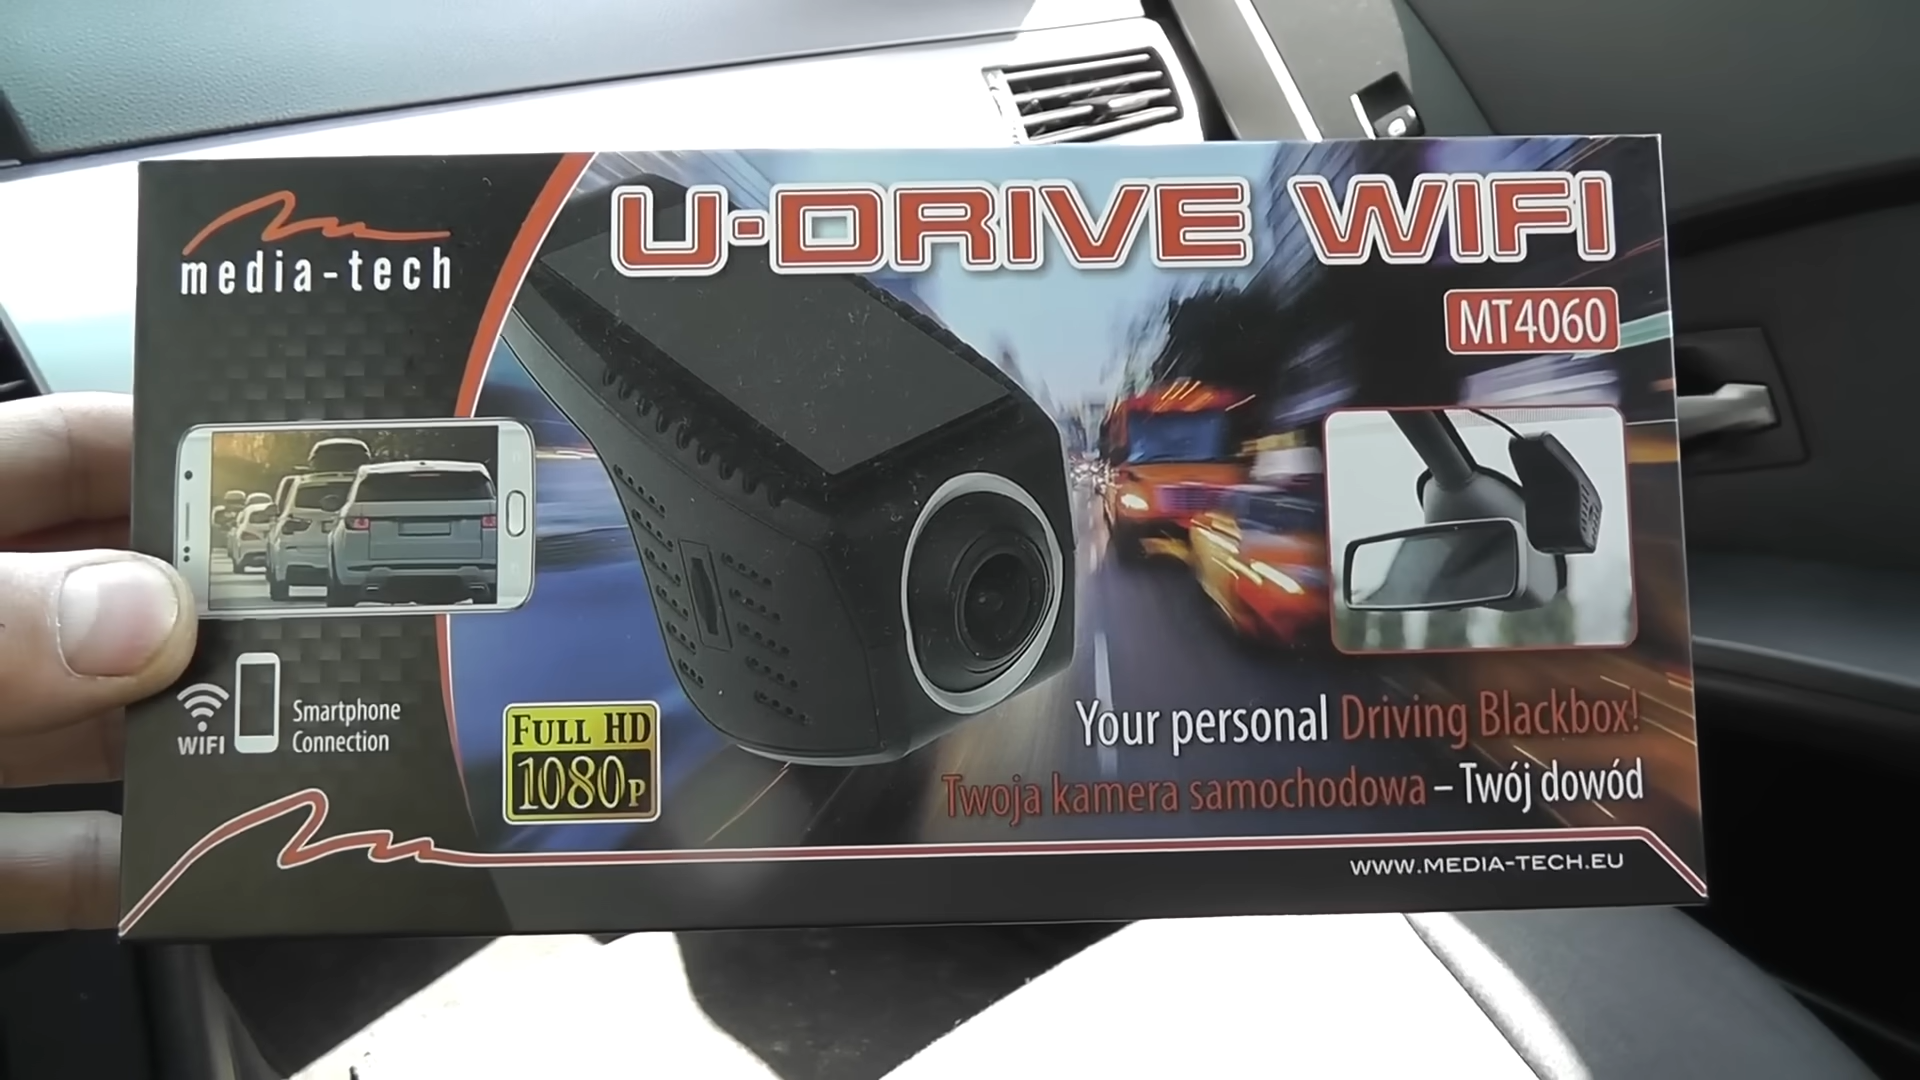 media-tech
U-DRIVE WIFI
MT4060
WIFI
Smartphone
Connection
FULL HD
1080P
Your personal Driving Blackbox!
Twoja kamera samochodowa – Twój dowód
WWW.MEDIA-TECH.EU